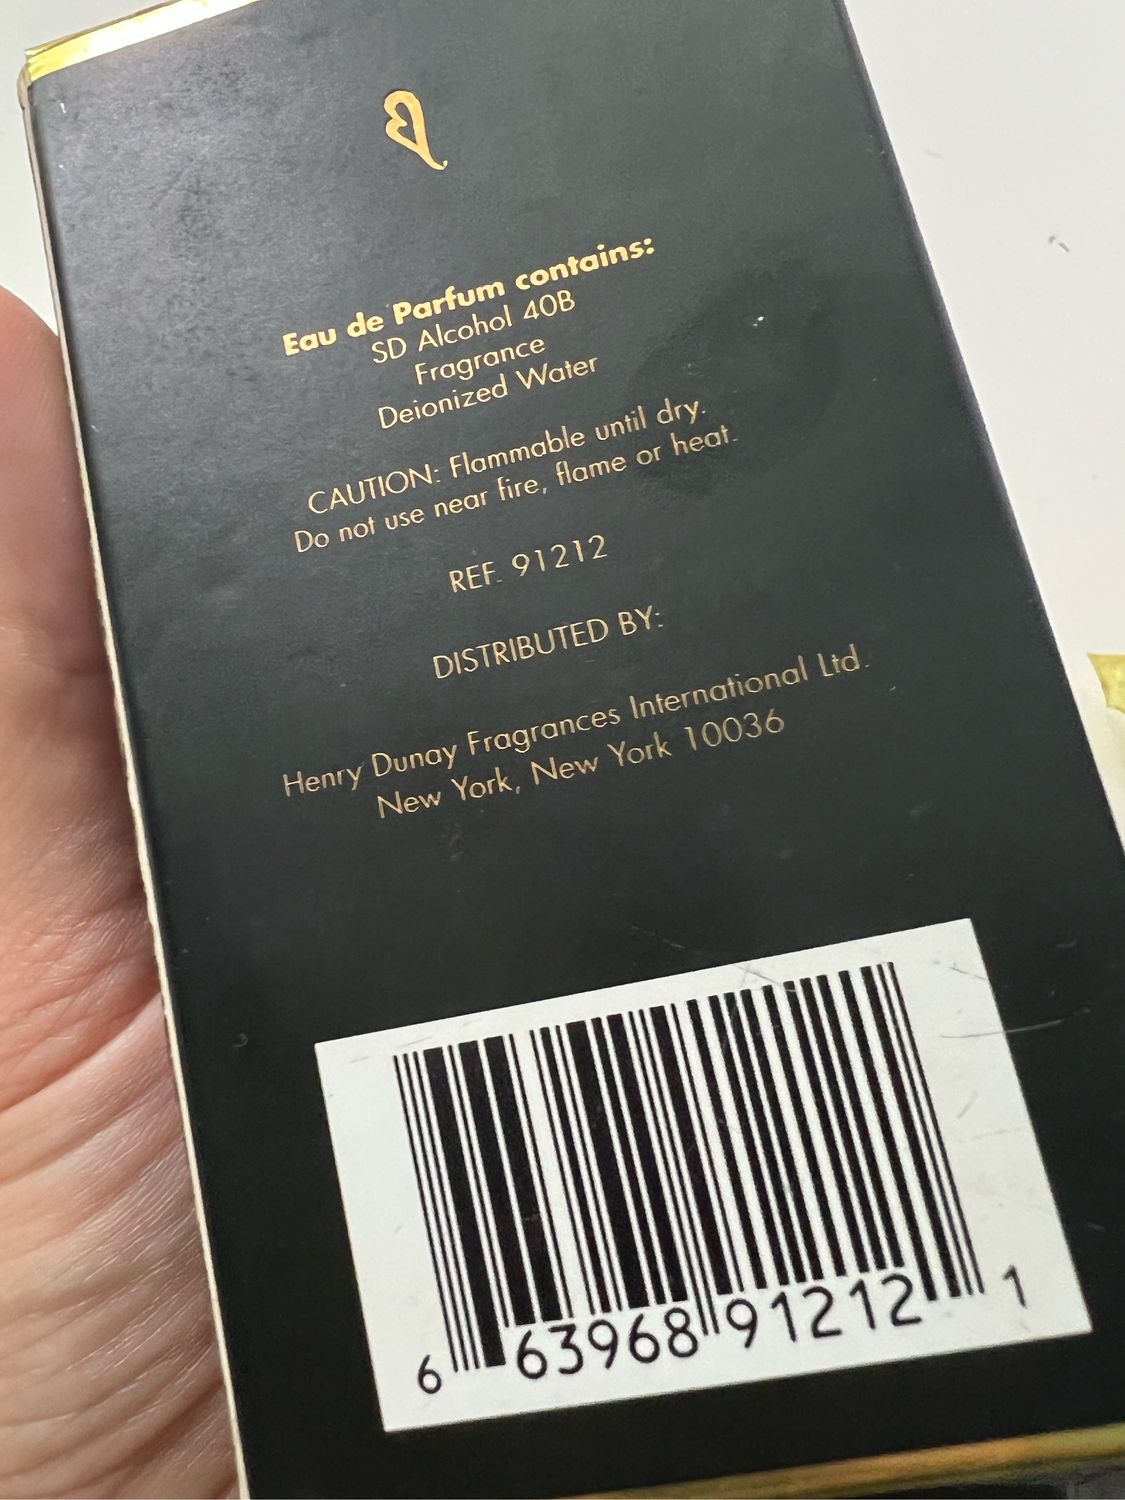 Eau de Parfum contains:
SD Alcohol 40B
Fragrance
Deionized Water
CAUTION: Flammable until dry.
Do not use near fire, flame or heat.
REF. 91212
DISTRIBUTED BY:
Henry Dunay Fragrances International Ltd.
New York, New York 10036
6 63968 91212 1